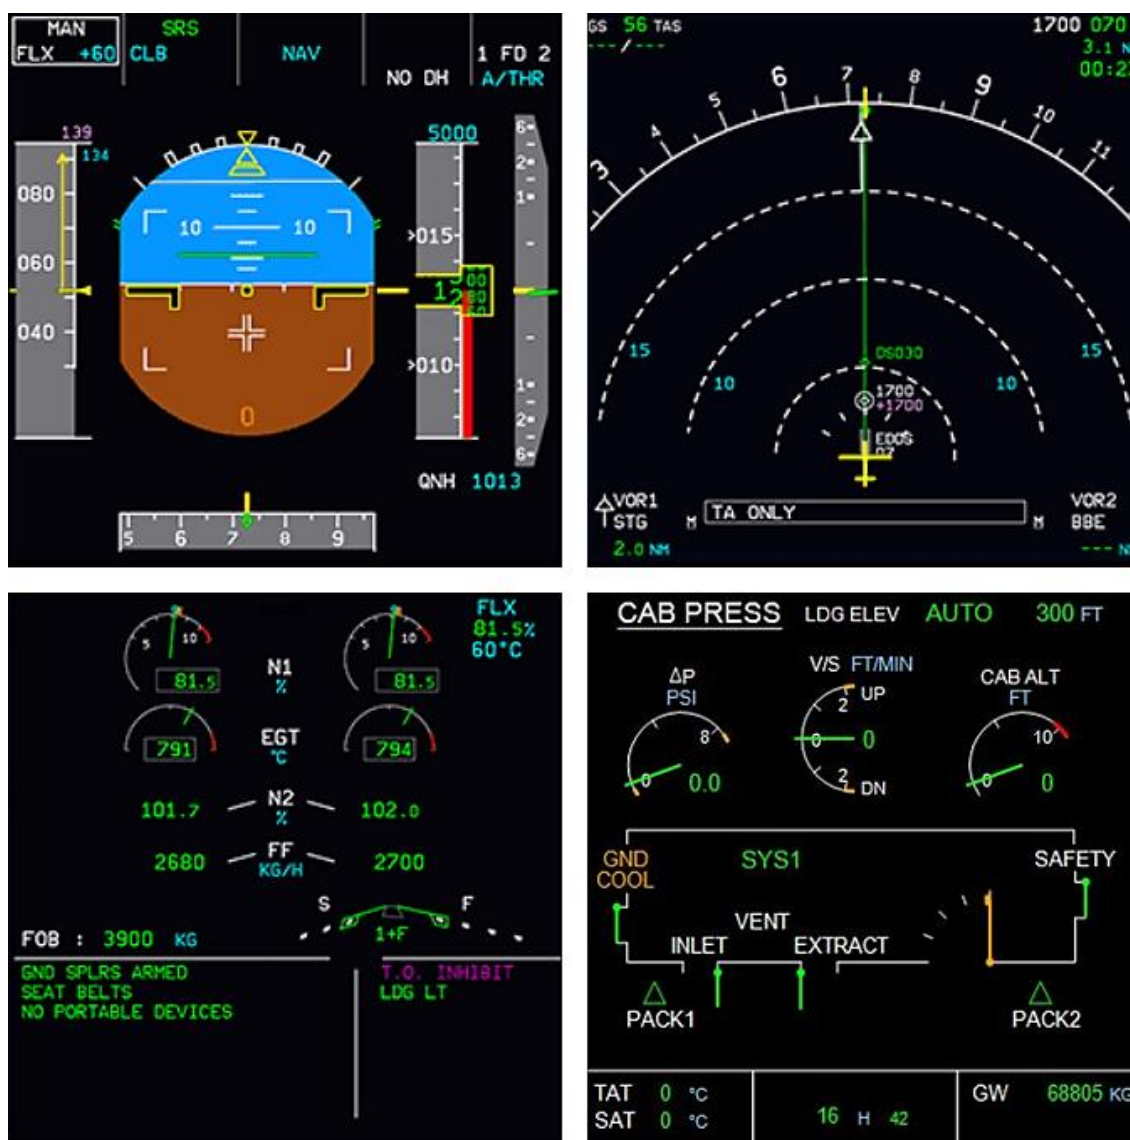 MAN SRS
FLX +60 CLB NAV 1 FD 2
NO DH A/THR
139
134
5000
080
060
040
10 10
015
010
0
QNH 1013
5 6 7 8 9
6
2
1
1
2
6
GS 56 TAS 1700 070
---/--- 3.1
3 4 5 6 7 8 9 10 11
15 15
10 10
DS030
1700
+1700
EDDS
07
VOR1 VOR2
STG TA ONLY BBE
M M
2.0 NM ---
5 10 5 10
FLX
81.5%
60°C
81.5 N1 81.5
%
791 EGT 794
°C
101.7 N2 102.0
%
2680 FF 2700
KG/H
S F
1+F
FOB : 3900 KG
GND SPLRS ARMED T.O. INHIBIT
SEAT BELTS LDG LT
NO PORTABLE DEVICES
CAB PRESS LDG ELEV AUTO 300 FT
ΔP V/S FT/MIN CAB ALT
PSI FT
2 UP
8 10
0 0.0 0 0 0 0
2 DN
GND SYS1 SAFETY
COOL
VENT
INLET EXTRACT
PACK1 PACK2
TAT 0 °C GW 68805 KG
SAT 0 °C 16 H 42